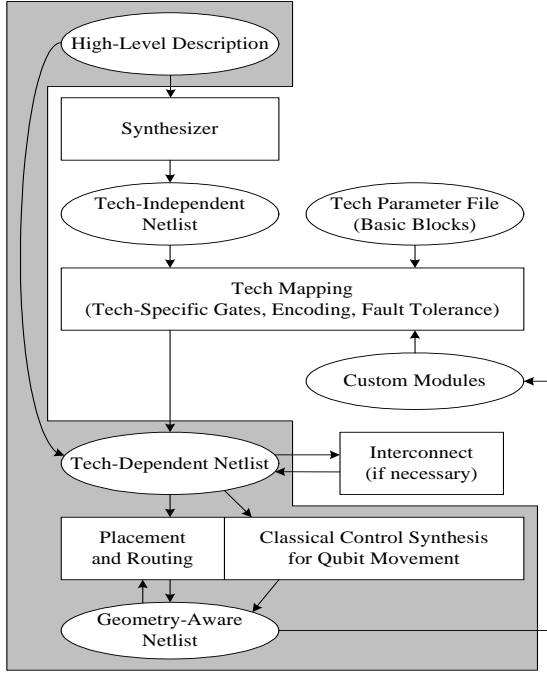 High-Level Description
Synthesizer
Tech-Independent
Netlist
Tech Parameter File
(Basic Blocks)
Tech Mapping
(Tech-Specific Gates, Encoding, Fault Tolerance)
Custom Modules
Tech-Dependent Netlist
Interconnect
(if necessary)
Placement
and Routing
Classical Control Synthesis
for Qubit Movement
Geometry-Aware
Netlist